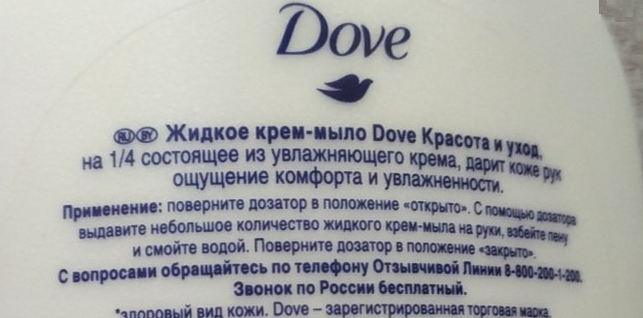 Dove
RU BY Жидкое крем-мыло Dove Красота и уход,
на 1/4 состоящее из увлажняющего крема, дарит коже рук
ощущение комфорта и увлажненности.
Применение: поверните дозатор в положение «открыто». С помощью дозатора
выдавите небольшое количество жидкого крем-мыла на руки, взбейте пену
и смойте водой. Поверните дозатор в положение «закрыто».
С вопросами обращайтесь по телефону Отзывчивой Линии 8-800-200-1-200.
Звонок по России бесплатный.
*здоровый вид кожи. Dove – зарегистрированная торговая марка.